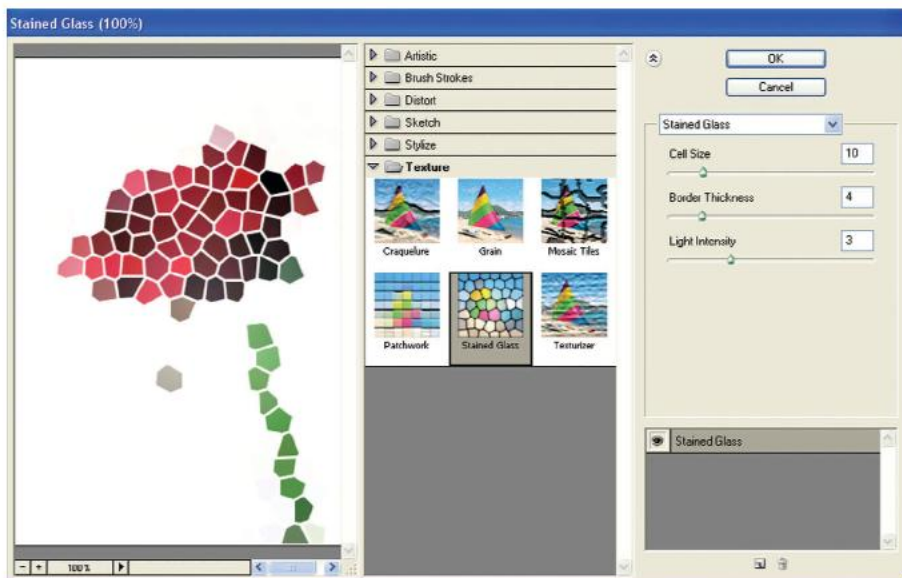 Stained Glass (100%)
Artistic
Brush Strokes
Distort
Sketch
Stylize
Texture
Craquelure
Grain
Mosaic Tiles
Patchwork
Stained Glass
Texturizer
OK
Cancel
Stained Glass
Cell Size
10
Border Thickness
4
Light Intensity
3
Stained Glass
- + 100%